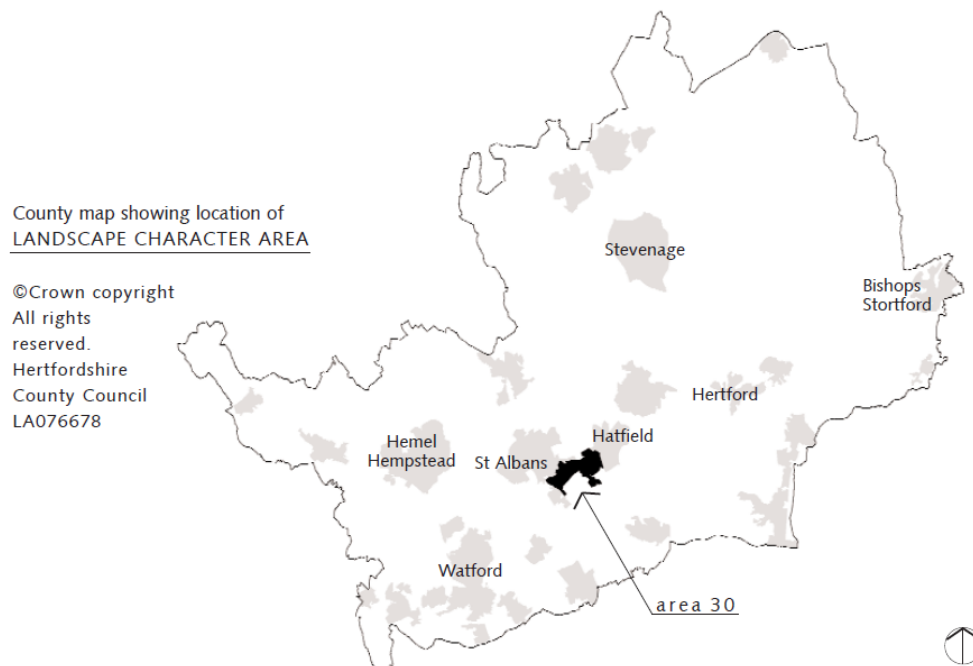 County map showing location of
LANDSCAPE CHARACTER AREA
©Crown copyright
All rights
reserved.
Hertfordshire
County Council
LA076678
Stevenage
Bishops
Stortford
Hertford
Hatfield
Hemel
Hempstead
St Albans
Watford
area 30